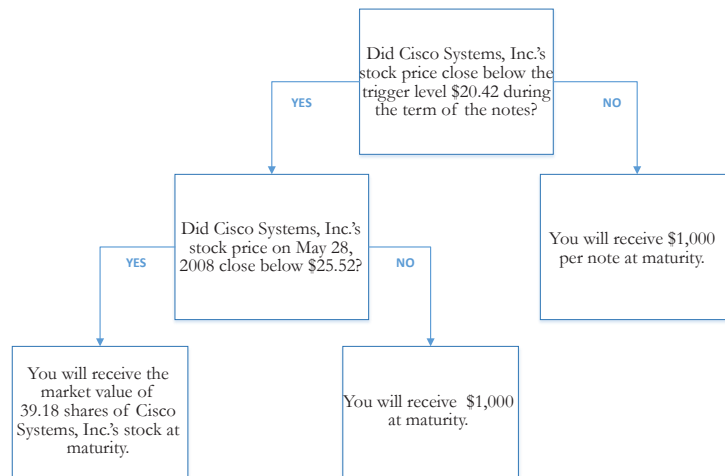 Did Cisco Systems, Inc.'s
stock price close below the
trigger level $20.42 during
the term of the notes?
YES
NO
Did Cisco Systems, Inc.'s
stock price on May 28,
2008 close below $25.52?
You will receive $1,000
per note at maturity.
YES
NO
You will receive the
market value of
39.18 shares of Cisco
Systems, Inc.'s stock at
maturity.
You will receive $1,000
at maturity.